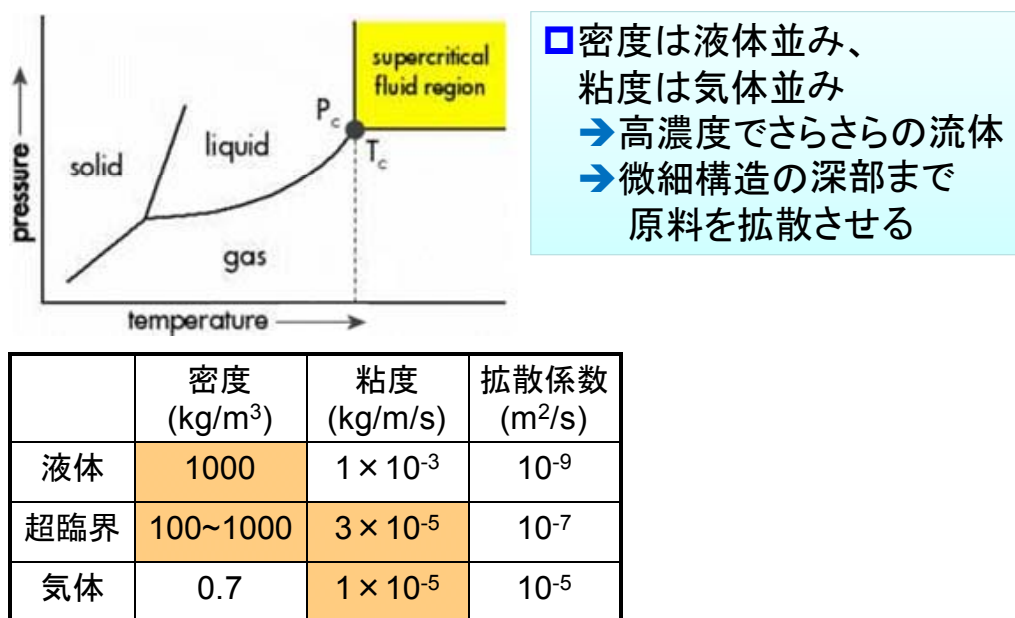 supercritical
fluid region
P꜀
T꜀
solid
liquid
gas
pressure
temperature
密度は液体並み、
粘度は気体並み
➔高濃度でさらさらの流体
➔微細構造の深部まで
原料を拡散させる
密度 粘度 拡散係数
(kg/m³) (kg/m/s) (m²/s)
液体 1000 1×10⁻³ 10⁻⁹
超臨界 100~1000 3×10⁻⁵ 10⁻⁷
気体 0.7 1×10⁻⁵ 10⁻⁵